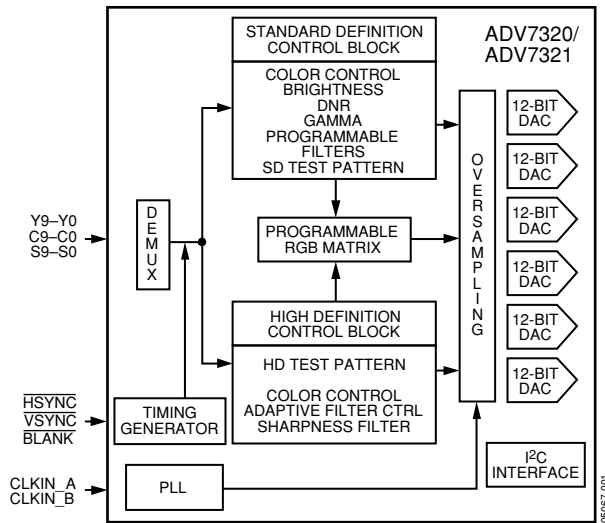 STANDARD DEFINITION
CONTROL BLOCK
ADV7320/
ADV7321
COLOR CONTROL
BRIGHTNESS
DNR
GAMMA
PROGRAMMABLE
FILTERS
SD TEST PATTERN
Y9–Y0
C9–C0
S9–S0
DEMUX
PROGRAMMABLE
RGB MATRIX
OVERSAMPLING
12-BIT
DAC
12-BIT
DAC
12-BIT
DAC
12-BIT
DAC
12-BIT
DAC
12-BIT
DAC
HIGH DEFINITION
CONTROL BLOCK
HD TEST PATTERN
COLOR CONTROL
ADAPTIVE FILTER CTRL
SHARPNESS FILTER
HSYNC
VSYNC
BLANK
TIMING
GENERATOR
CLKIN_A
CLKIN_B
PLL
I2C
INTERFACE
05067-001